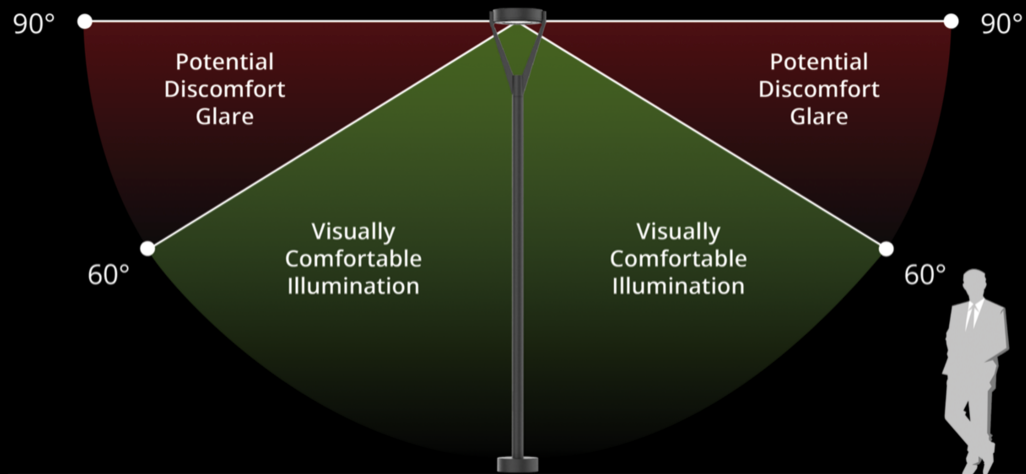 90°
90°
Potential
Discomfort
Glare
Potential
Discomfort
Glare
Visually
Comfortable
Illumination
Visually
Comfortable
Illumination
60°
60°